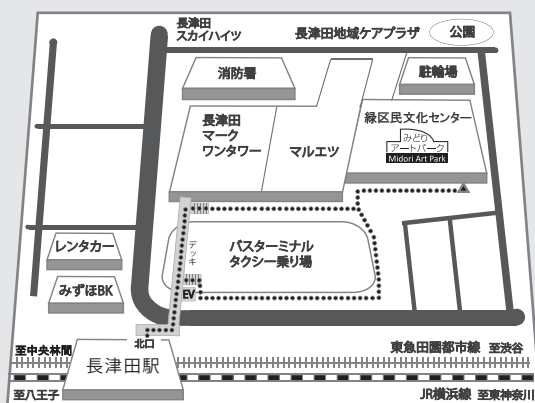 長津田
スカイハイツ
長津田地域ケアプラザ
公園
消防署
駐輪場
長津田
マーク
ワンタワー
マルエツ
緑区民文化センター
みどり
アートパーク
Midori Art Park
デッキ
バスターミナル
タクシー乗り場
レンタカー
みずほBK
EV
北口
至中央林間
長津田駅
東急田園都市線 至渋谷
至八王子
JR横浜線 至東神奈川